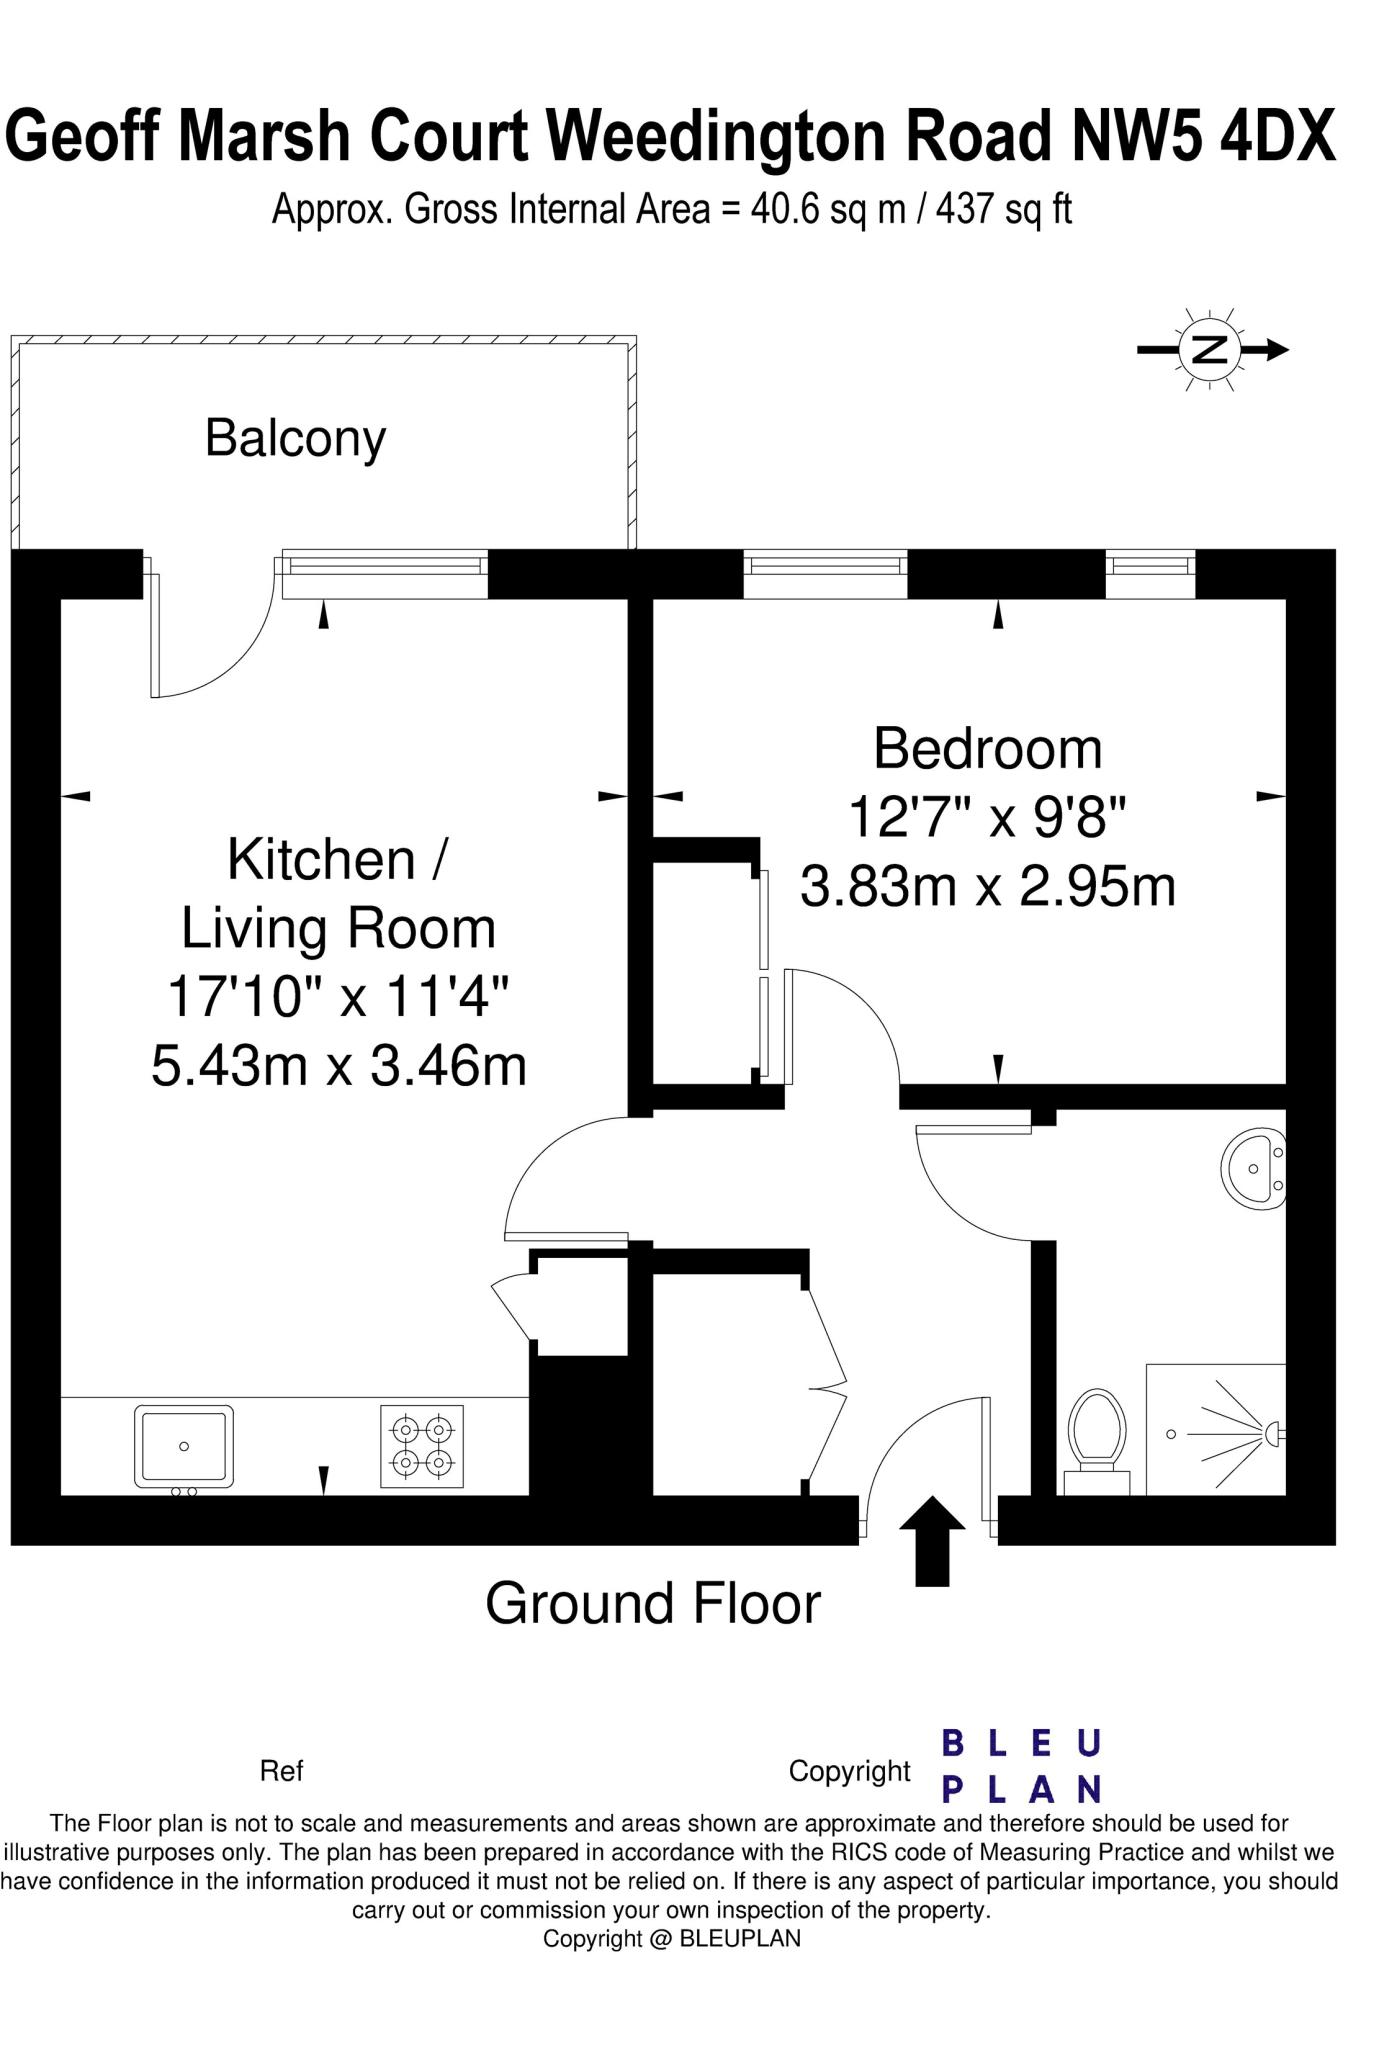 Geoff Marsh Court Weedington Road NW5 4DX
Approx. Gross Internal Area = 40.6 sq m / 437 sq ft
N
Balcony
Bedroom
12'7" x 9'8"
3.83m x 2.95m
Kitchen /
Living Room
17'10" x 11'4"
5.43m x 3.46m
Ground Floor
Ref
Copyright
BLEU
PLAN
The Floor plan is not to scale and measurements and areas shown are approximate and therefore should be used for
illustrative purposes only. The plan has been prepared in accordance with the RICS code of Measuring Practice and whilst we
have confidence in the information produced it must not be relied on. If there is any aspect of particular importance, you should
carry out or commission your own inspection of the property.
Copyright @ BLEUPLAN